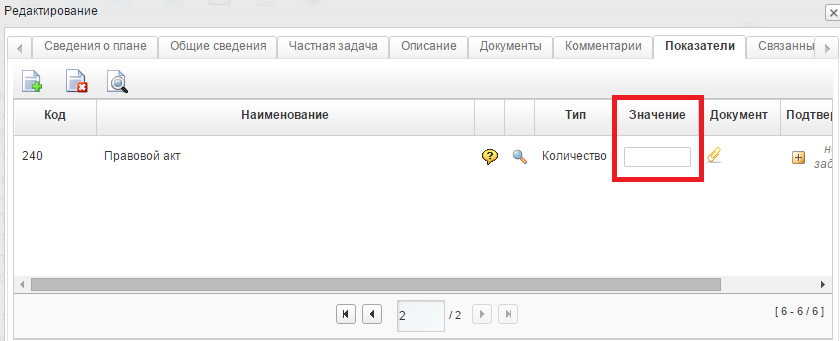 Редактирование
Сведения о плане Общие сведения Частная задача Описание Документы Комментарии Показатели Связанны
Код Наименование Тип Значение Документ Подтвер
240 Правовой акт Количество
2 / 2 [ 6 - 6 / 6 ]